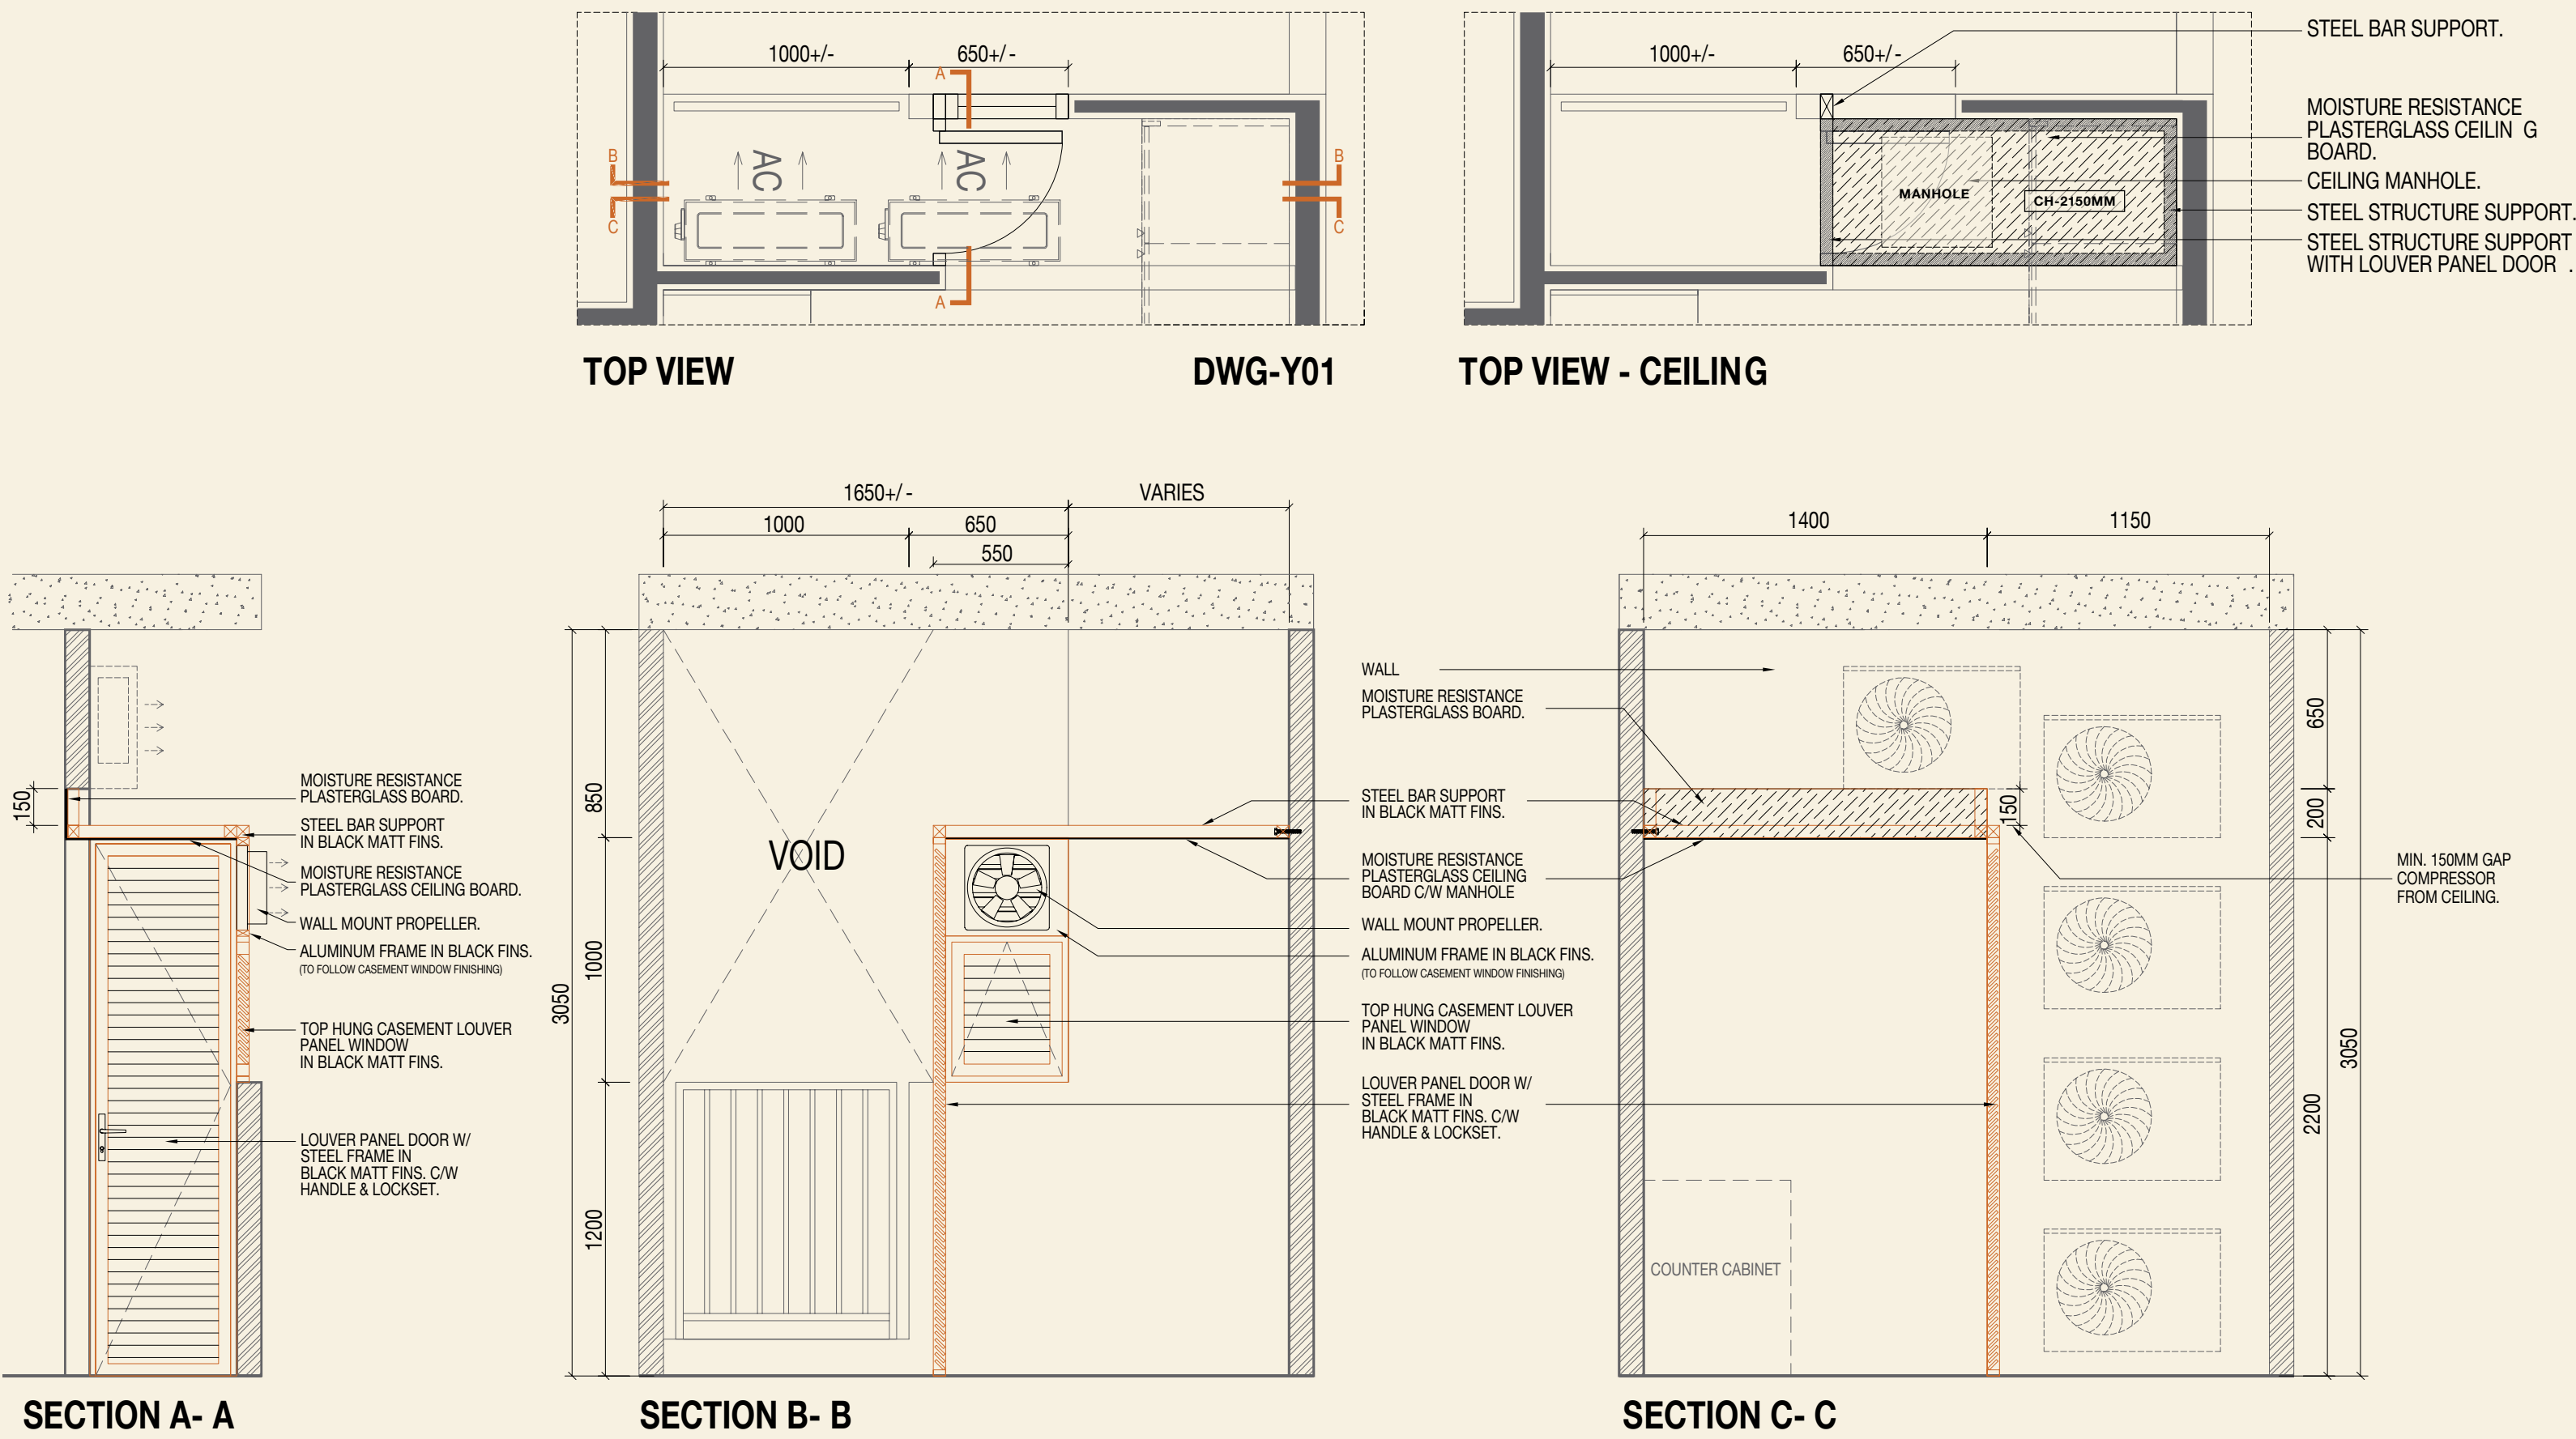 1000+/-
650+/-
A
B
C
AC
AC
B
C
A
TOP VIEW
DWG-Y01
1000+/-
650+/-
STEEL BAR SUPPORT.
MOISTURE RESISTANCE
PLASTERGLASS CEILIN G
BOARD.
CEILING MANHOLE.
STEEL STRUCTURE SUPPORT.
STEEL STRUCTURE SUPPORT
WITH LOUVER PANEL DOOR .
MANHOLE
CH-2150MM
TOP VIEW - CEILING
150
MOISTURE RESISTANCE
PLASTERGLASS BOARD.
STEEL BAR SUPPORT
IN BLACK MATT FINS.
MOISTURE RESISTANCE
PLASTERGLASS CEILING BOARD.
WALL MOUNT PROPELLER.
ALUMINUM FRAME IN BLACK FINS.
(TO FOLLOW CASEMENT WINDOW FINISHING)
TOP HUNG CASEMENT LOUVER
PANEL WINDOW
IN BLACK MATT FINS.
LOUVER PANEL DOOR W/
STEEL FRAME IN
BLACK MATT FINS. C/W
HANDLE & LOCKSET.
SECTION A- A
1650+/-
VARIES
1000
650
550
3050
850
1000
1200
VOID
SECTION B- B
WALL
MOISTURE RESISTANCE
PLASTERGLASS BOARD.
STEEL BAR SUPPORT
IN BLACK MATT FINS.
MOISTURE RESISTANCE
PLASTERGLASS CEILING
BOARD C/W MANHOLE
WALL MOUNT PROPELLER.
ALUMINUM FRAME IN BLACK FINS.
(TO FOLLOW CASEMENT WINDOW FINISHING)
TOP HUNG CASEMENT LOUVER
PANEL WINDOW
IN BLACK MATT FINS.
LOUVER PANEL DOOR W/
STEEL FRAME IN
BLACK MATT FINS. C/W
HANDLE & LOCKSET.
1400
1150
150
650
200
2200
3050
MIN. 150MM GAP
COMPRESSOR
FROM CEILING.
COUNTER CABINET
SECTION C- C